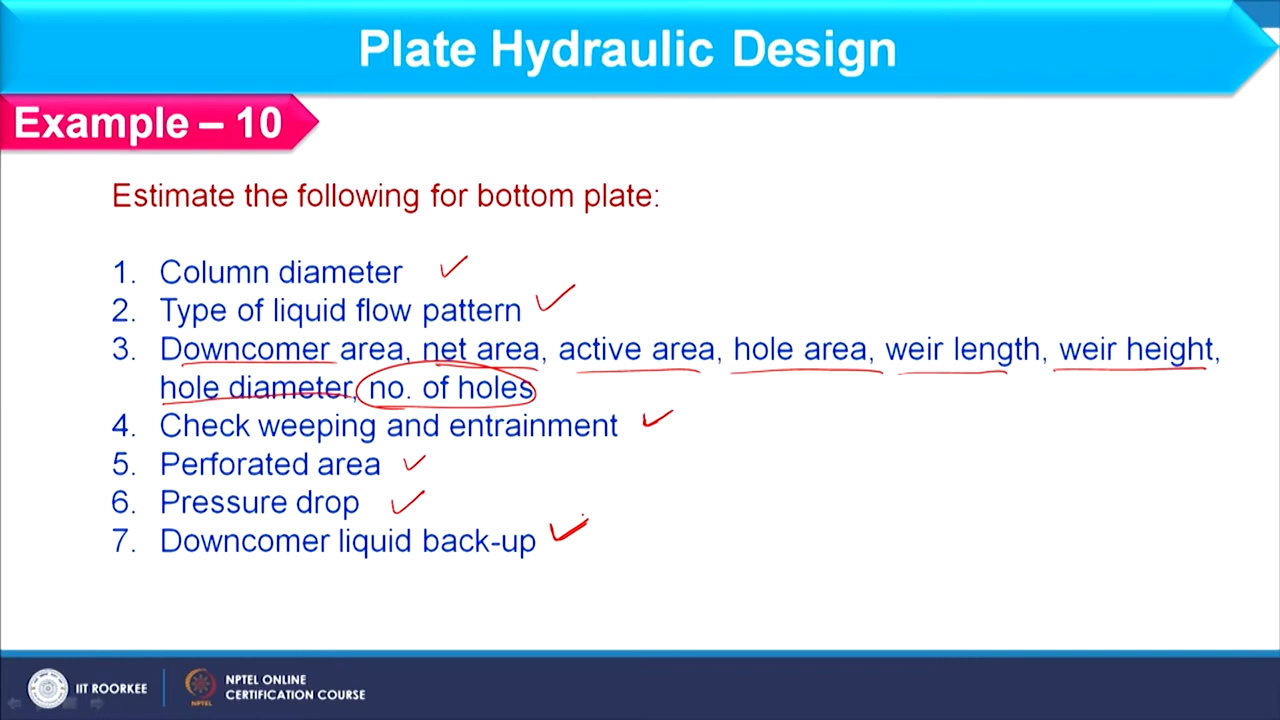 Plate Hydraulic Design
Example – 10
Estimate the following for bottom plate:
1. Column diameter
2. Type of liquid flow pattern
3. Downcomer area, net area, active area, hole area, weir length, weir height,
hole diameter, no. of holes
4. Check weeping and entrainment
5. Perforated area
6. Pressure drop
7. Downcomer liquid back-up
IIT ROORKEE
NPTEL
NPTEL ONLINE
CERTIFICATION COURSE